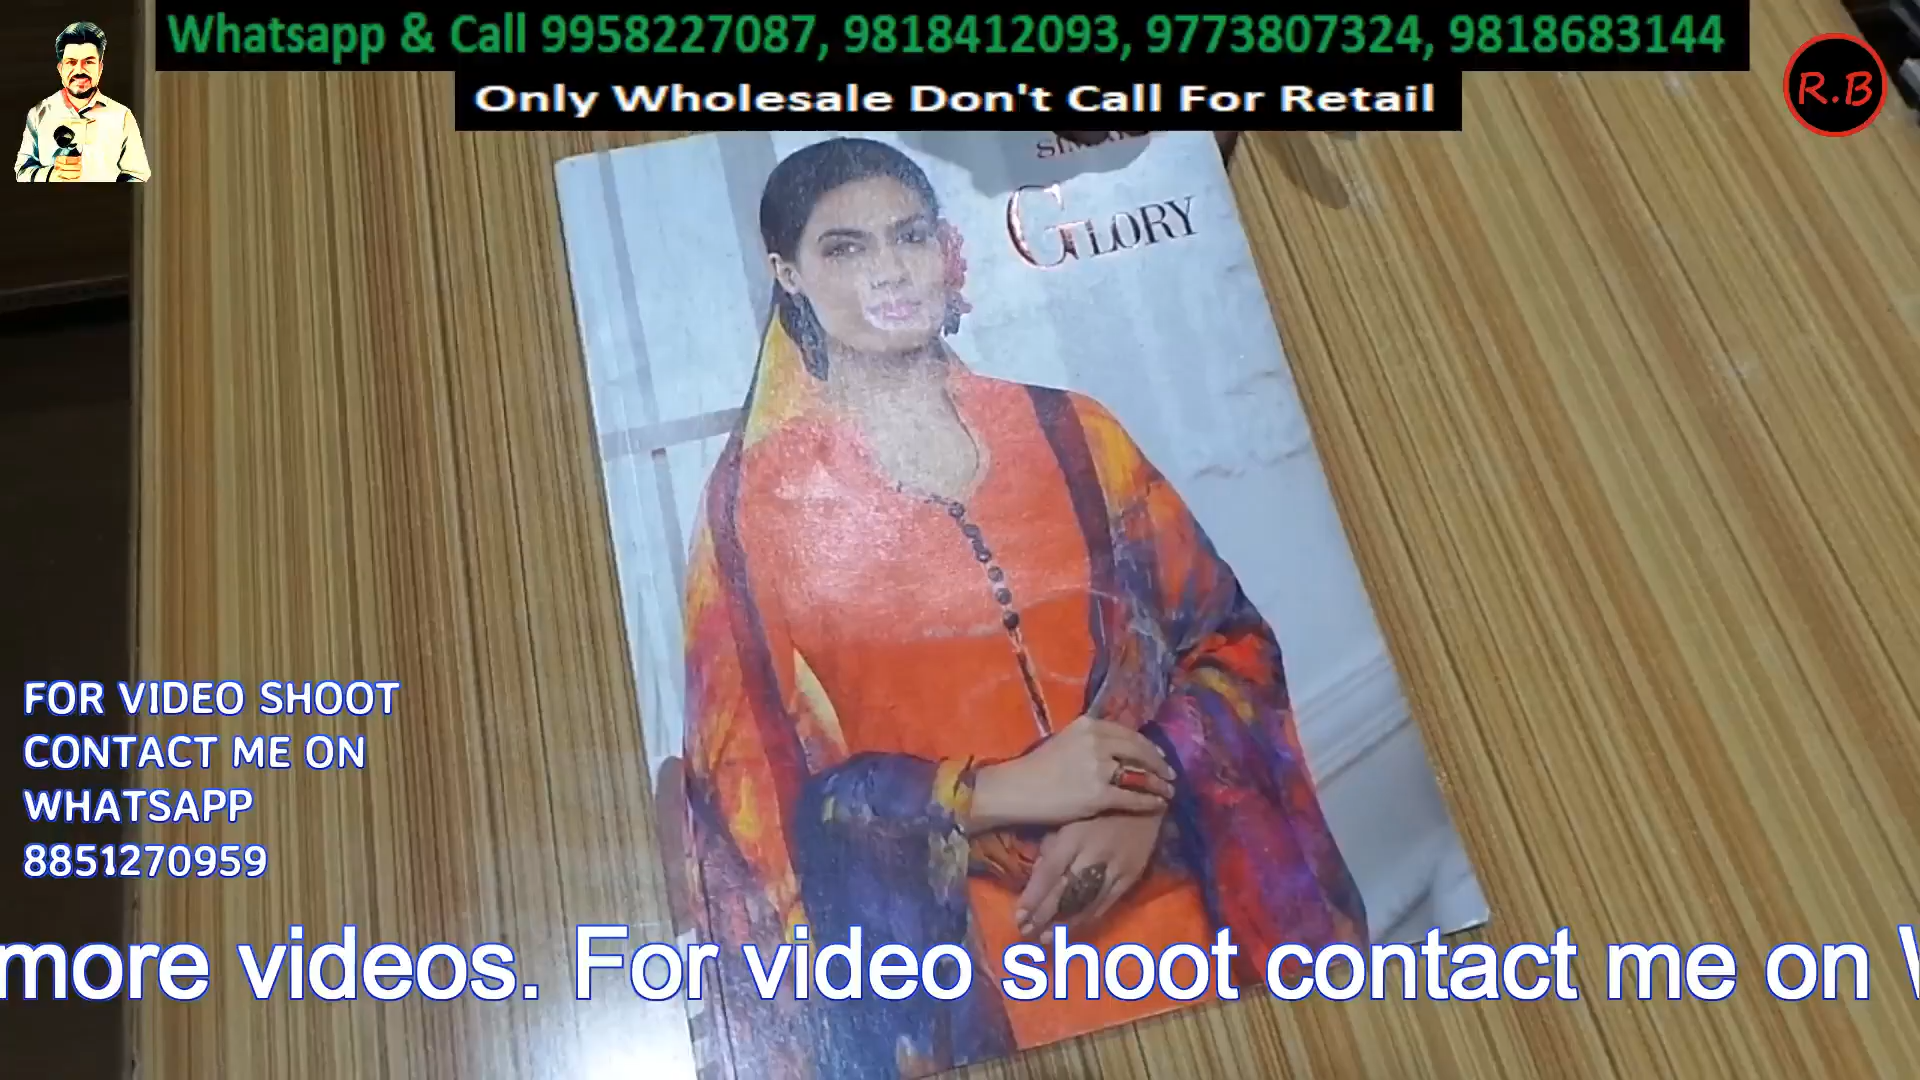 Whatsapp & Call 9958227087, 9818412093, 9773807324, 9818683144
Only Wholesale Don't Call For Retail
R.B
GLORY
FOR VIDEO SHOOT
CONTACT ME ON
WHATSAPP
8851270959
more videos. For video shoot contact me on